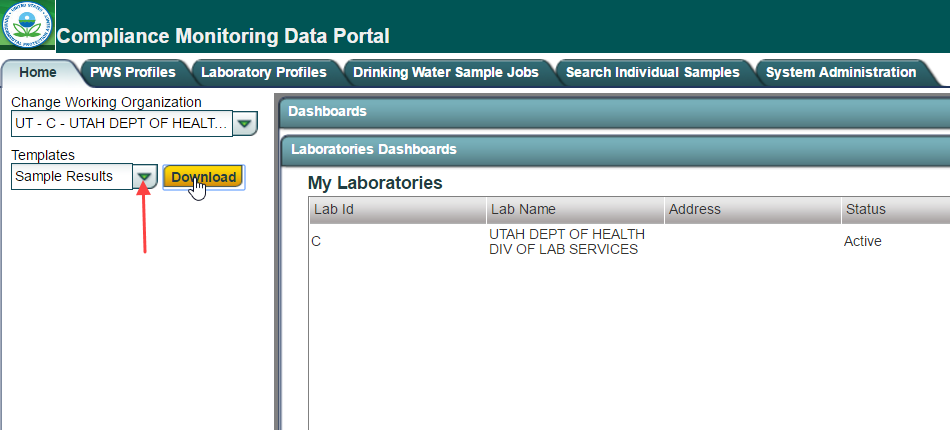 Compliance Monitoring Data Portal
Home
PWS Profiles
Laboratory Profiles
Drinking Water Sample Jobs
Search Individual Samples
System Administration
Change Working Organization
UT - C - UTAH DEPT OF HEALT...
Templates
Sample Results
Download
Dashboards
Laboratories Dashboards
My Laboratories
Lab Id
Lab Name
Address
Status
C
UTAH DEPT OF HEALTH
DIV OF LAB SERVICES
Active